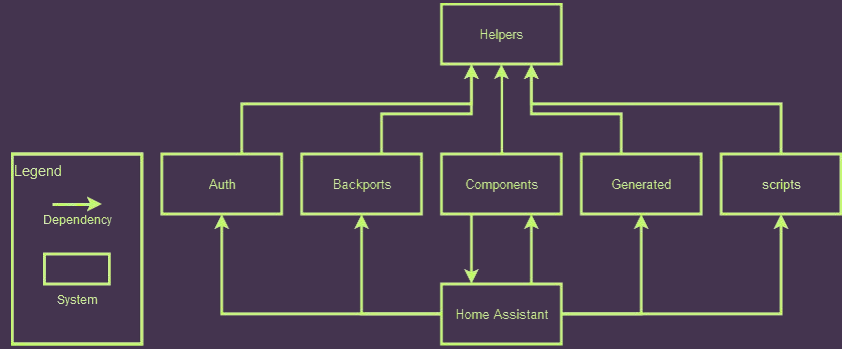 Helpers
Legend
Dependency
System
Auth
Backports
Components
Generated
scripts
Home Assistant